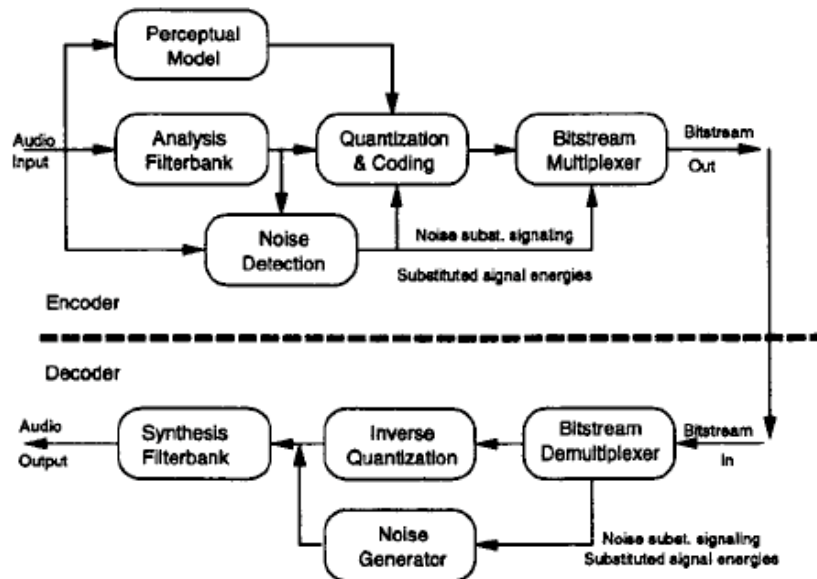 Perceptual
Model
Audio
Input
Analysis
Filterbank
Quantization
& Coding
Bitstream
Multiplexer
Bitstream
Out
Noise
Detection
Noise subst. signaling
Substituted signal energies
Encoder
Decoder
Audio
Output
Synthesis
Filterbank
Inverse
Quantization
Bitstream
Demultiplexer
Bitstream
In
Noise
Generator
Noise subst. signaling
Substituted signal energies